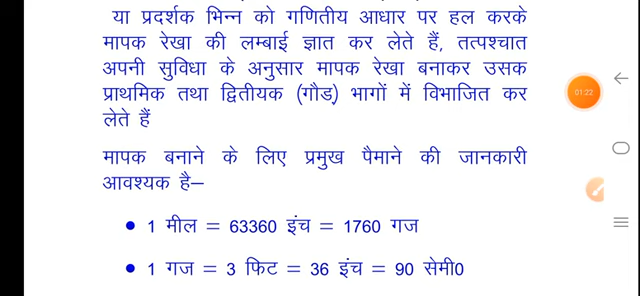 या प्रदर्शक भिन्न को गणितीय आधार पर हल करके
मापक रेखा की लम्बाई ज्ञात कर लेते हैं, तत्पश्चात
अपनी सुविधा के अनुसार मापक रेखा बनाकर उसक
प्राथमिक तथा द्वितीयक (गौड़) भागों में विभाजित कर
लेते हैं
मापक बनाने के लिए प्रमुख पैमाने की जानकारी
आवश्यक है–
• 1 मील = 63360 इंच = 1760 गज
• 1 गज = 3 फिट = 36 इंच = 90 सेमी0
01:22